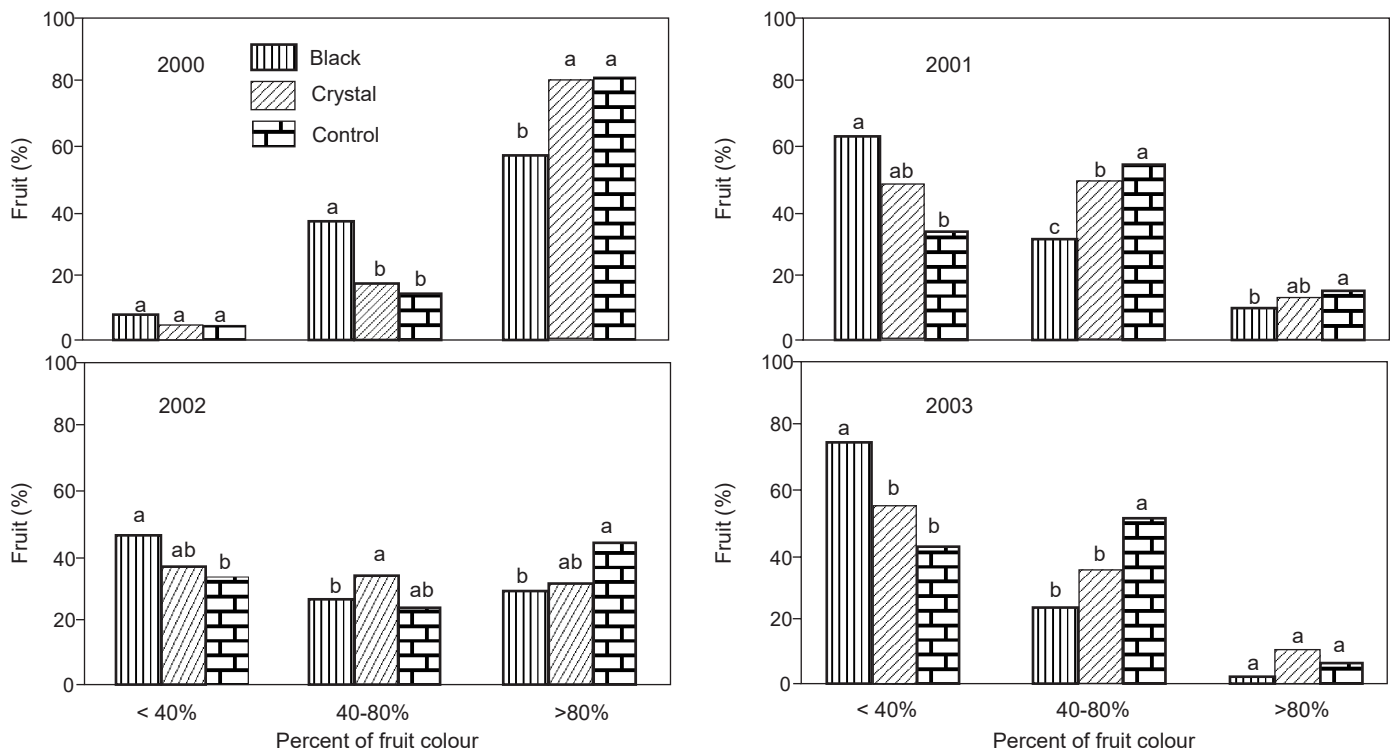 100
80
60
40
20
0
Fruit (%)
2000
Black
Crystal
Control
a
a
a
a
b
b
b
a
a
100
80
60
40
20
0
Fruit (%)
2001
a
ab
b
c
b
a
b
ab
a
100
80
60
40
20
0
Fruit (%)
2002
a
ab
b
b
a
ab
b
ab
a
< 40%
40-80%
>80%
Percent of fruit colour
100
80
60
40
20
0
Fruit (%)
2003
a
b
b
b
b
a
a
a
a
< 40%
40-80%
>80%
Percent of fruit colour